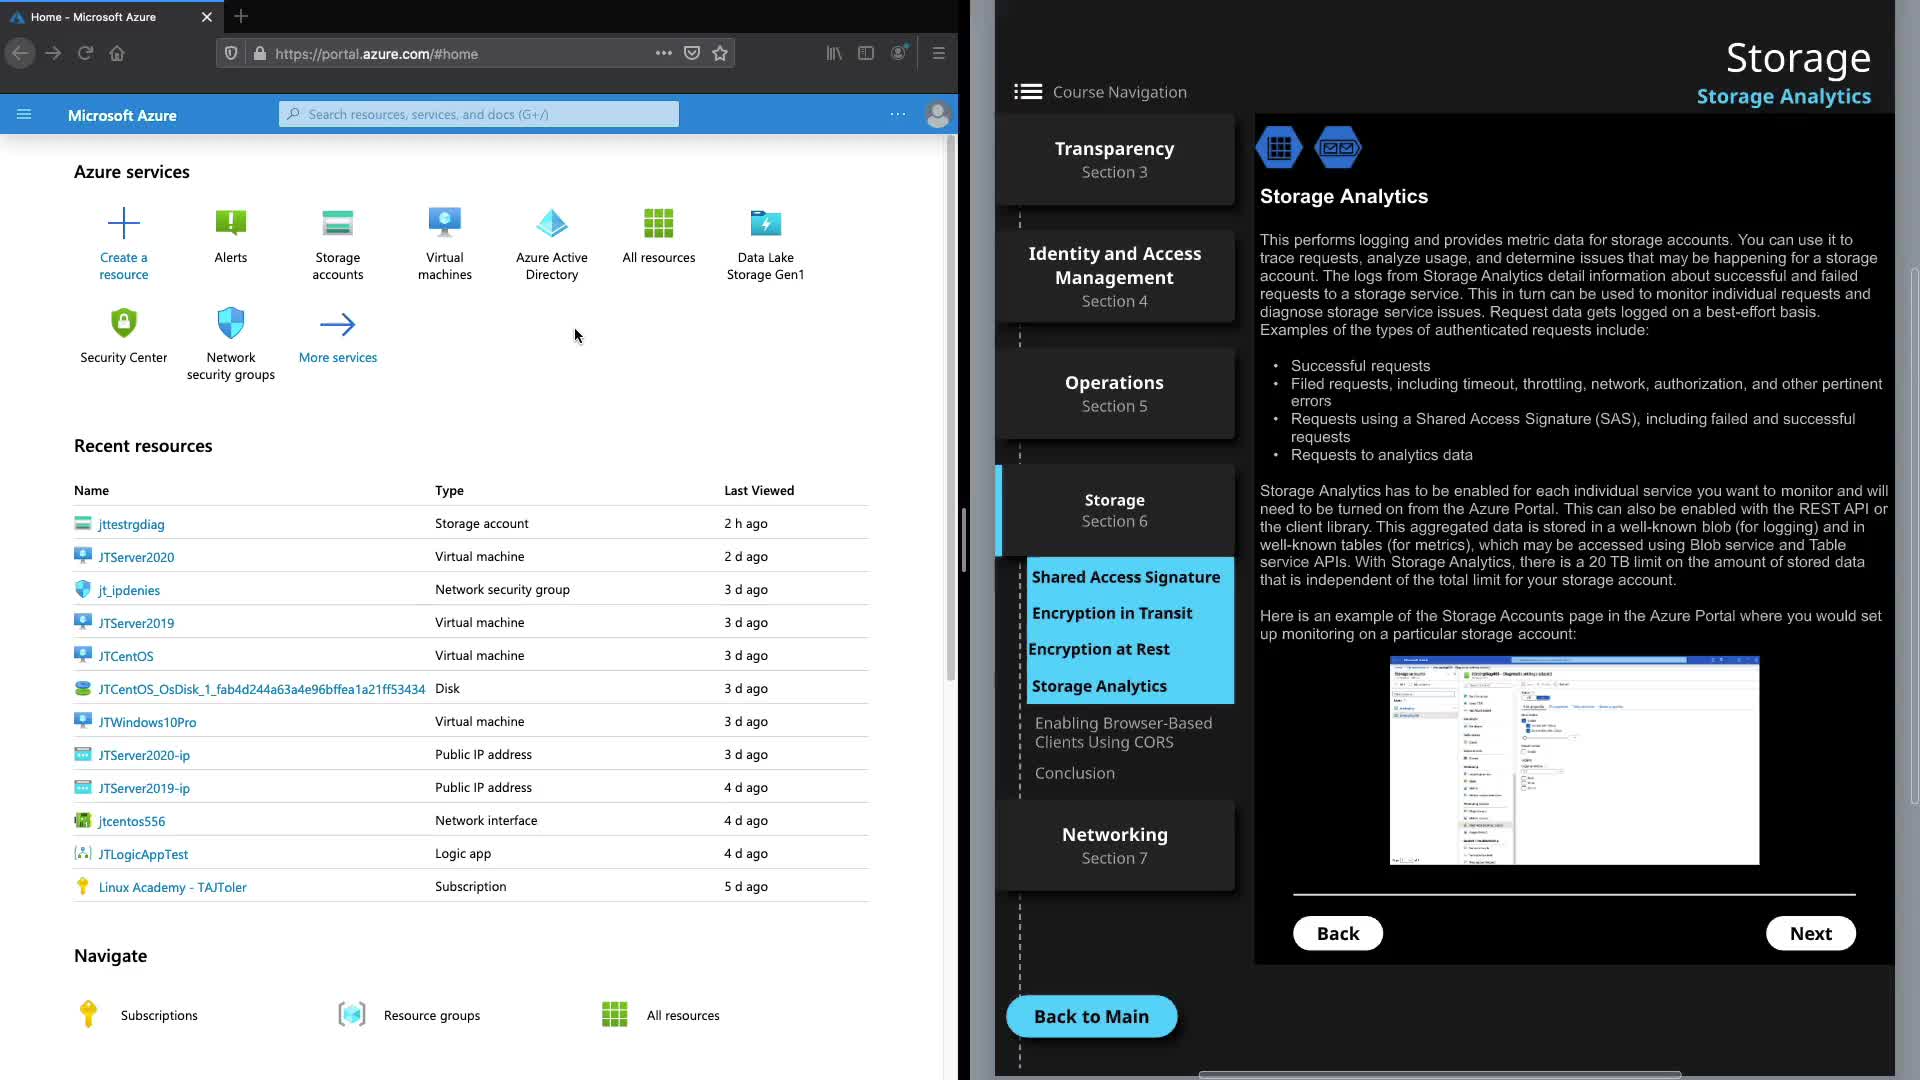 Home - Microsoft Azure
https://portal.azure.com/#home
Microsoft Azure
Search resources, services, and docs (G+/)
Azure services
Create a
resource
Alerts
Storage
accounts
Virtual
machines
Azure Active
Directory
All resources
Data Lake
Storage Gen1
Security Center
Network
security groups
More services
Recent resources
Name Type Last Viewed
jttestrgdiag Storage account 2 h ago
JTServer2020 Virtual machine 2 d ago
jt_ipdenies Network security group 3 d ago
JTServer2019 Virtual machine 3 d ago
JTCentOS Virtual machine 3 d ago
JTCentOS_OsDisk_1_fab4d244a63a4e96bffea1a21ff53434 Disk 3 d ago
JTWindows10Pro Virtual machine 3 d ago
JTServer2020-ip Public IP address 3 d ago
JTServer2019-ip Public IP address 4 d ago
jtcentos556 Network interface 4 d ago
JTLogicAppTest Logic app 4 d ago
Linux Academy - TAJToler Subscription 5 d ago
Navigate
Subscriptions Resource groups All resources
Storage
Storage Analytics
Course Navigation
Transparency
Section 3
Identity and Access
Management
Section 4
Operations
Section 5
Storage
Section 6
Shared Access Signature
Encryption in Transit
Encryption at Rest
Storage Analytics
Enabling Browser-Based
Clients Using CORS
Conclusion
Networking
Section 7
Back to Main
Storage Analytics
This performs logging and provides metric data for storage accounts. You can use it to
trace requests, analyze usage, and determine issues that may be happening for a storage
account. The logs from Storage Analytics detail information about successful and failed
requests to a storage service. This in turn can be used to monitor individual requests and
diagnose storage service issues. Request data gets logged on a best-effort basis.
Examples of the types of authenticated requests include:
• Successful requests
• Filed requests, including timeout, throttling, network, authorization, and other pertinent
errors
• Requests using a Shared Access Signature (SAS), including failed and successful
requests
• Requests to analytics data
Storage Analytics has to be enabled for each individual service you want to monitor and will
need to be turned on from the Azure Portal. This can also be enabled with the REST API or
the client library. This aggregated data is stored in a well-known blob (for logging) and in
well-known tables (for metrics), which may be accessed using Blob service and Table
service APIs. With Storage Analytics, there is a 20 TB limit on the amount of stored data
that is independent of the total limit for your storage account.
Here is an example of the Storage Accounts page in the Azure Portal where you would set
up monitoring on a particular storage account:
Back
Next